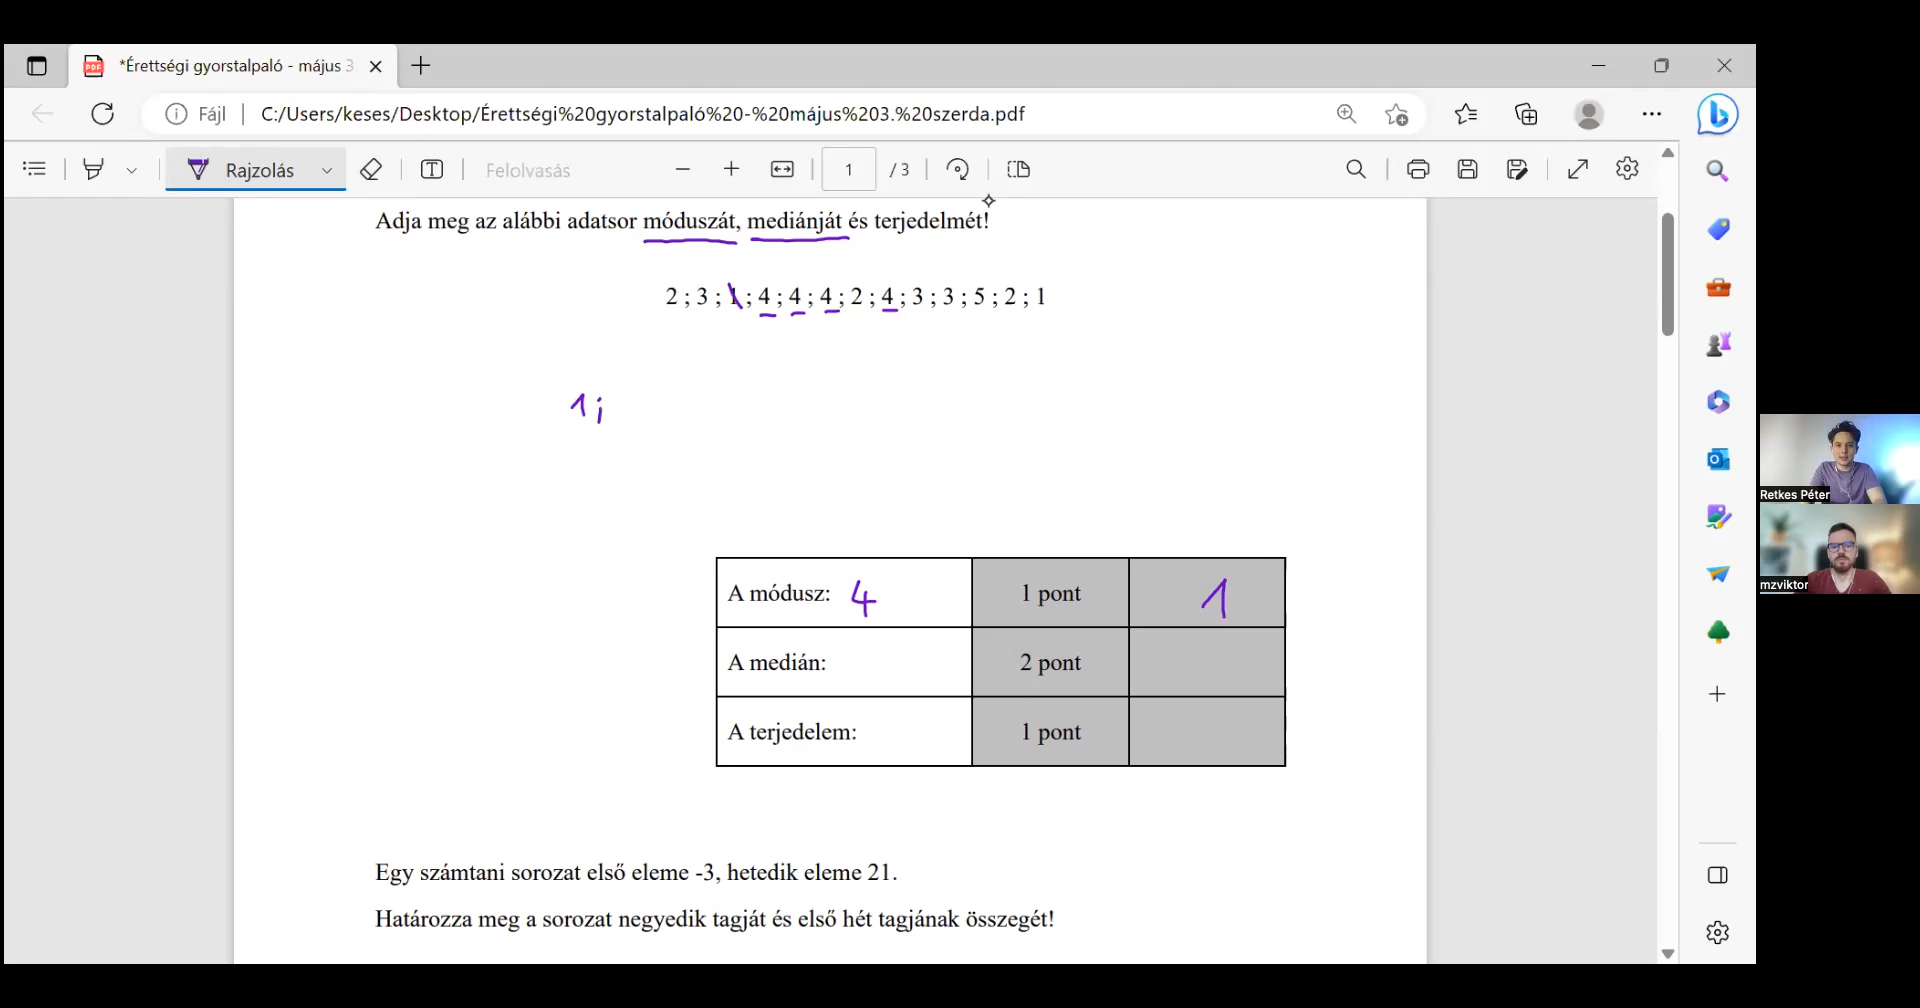 *Érettségi gyorstalpaló - május 3
Fájl
C:/Users/keses/Desktop/Érettségi%20gyorstalpaló%20-%20május%203.%20szerda.pdf
Rajzolás
Felolvasás
1
/ 3
Adja meg az alábbi adatsor móduszát, mediánját és terjedelmét!
2 ; 3 ; 1 ; 4 ; 4 ; 4 ; 2 ; 4 ; 3 ; 3 ; 5 ; 2 ; 1
1 ;
A módusz: 4 1 pont 1
A medián: 2 pont
A terjedelem: 1 pont
Egy számtani sorozat első eleme -3, hetedik eleme 21.
Határozza meg a sorozat negyedik tagját és első hét tagjának összegét!
Retkes Péter
mzviktor